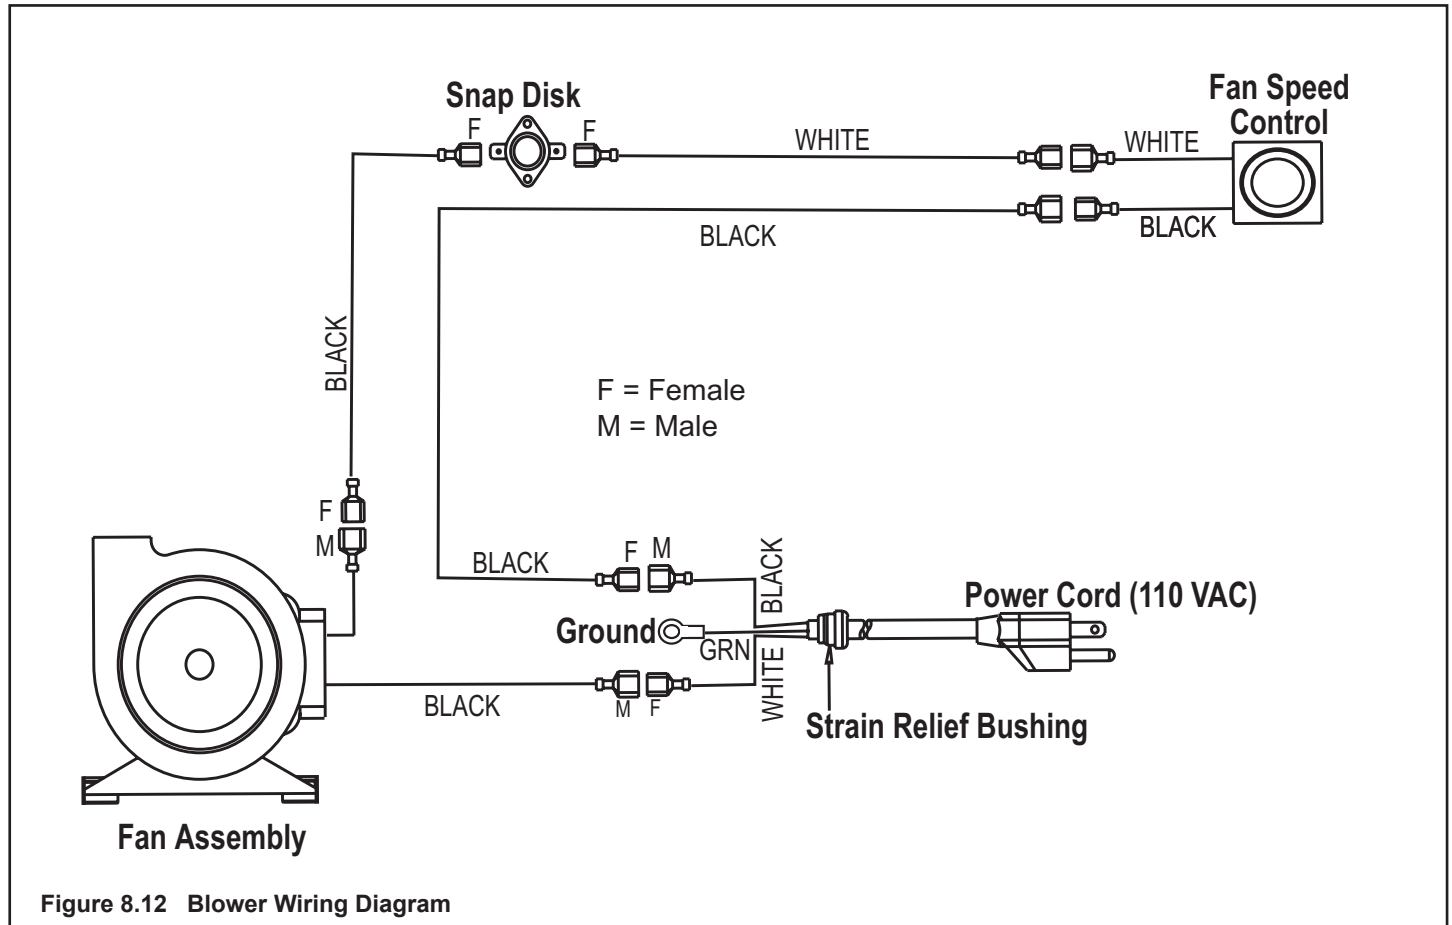 Snap Disk
Fan Speed
Control
F
F
WHITE
WHITE
BLACK
BLACK
BLACK
F = Female
M = Male
F
M
BLACK
F
M
BLACK
Power Cord (110 VAC)
Ground
GRN
WHITE
BLACK
M
F
Strain Relief Bushing
Fan Assembly
Figure 8.12 Blower Wiring Diagram